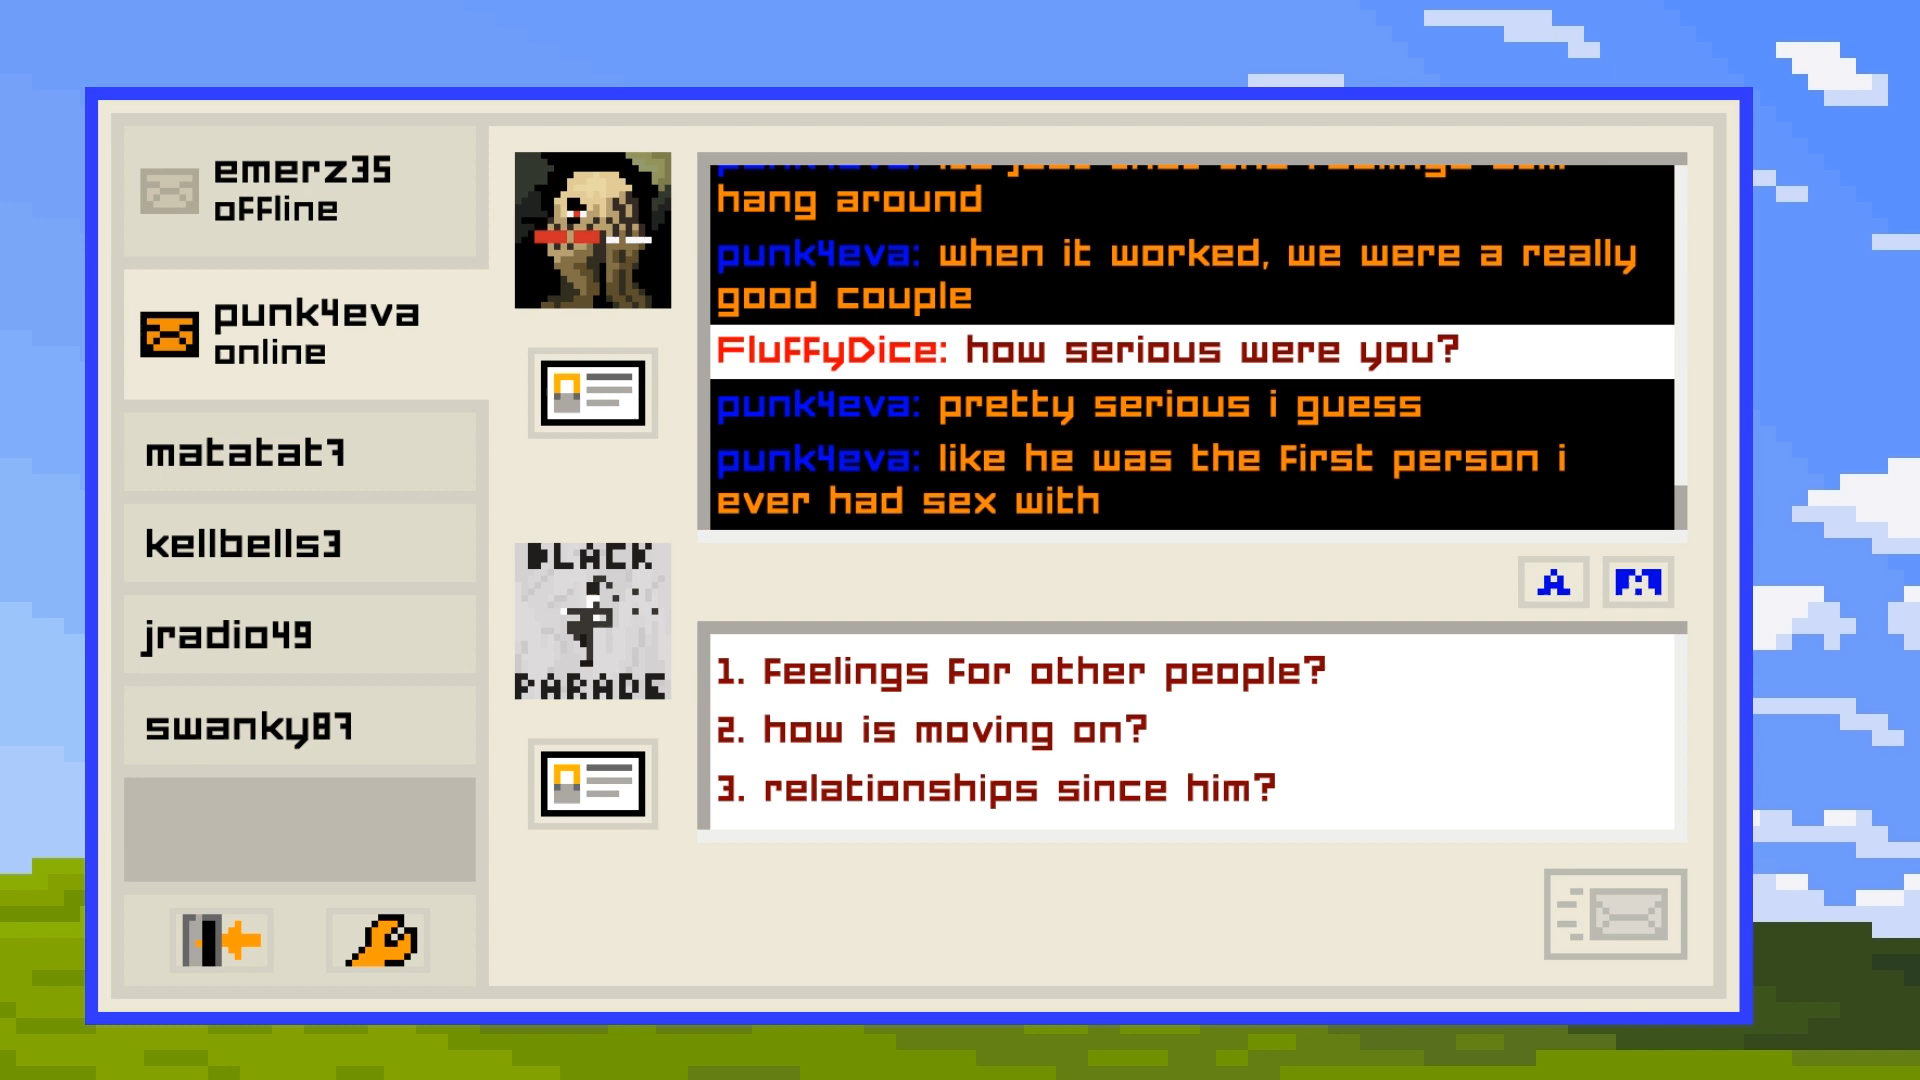 emerz35
offline
punk4eva
online
matatat7
kellbells3
jradio49
swanky87
hang around
punk4eva: when it worked, we were a really
good couple
FluffyDice: how serious were you?
punk4eva: pretty serious i guess
punk4eva: like he was the first person i
ever had sex with
BLACK
PARADE
A M
1. feelings for other people?
2. how is moving on?
3. relationships since him?